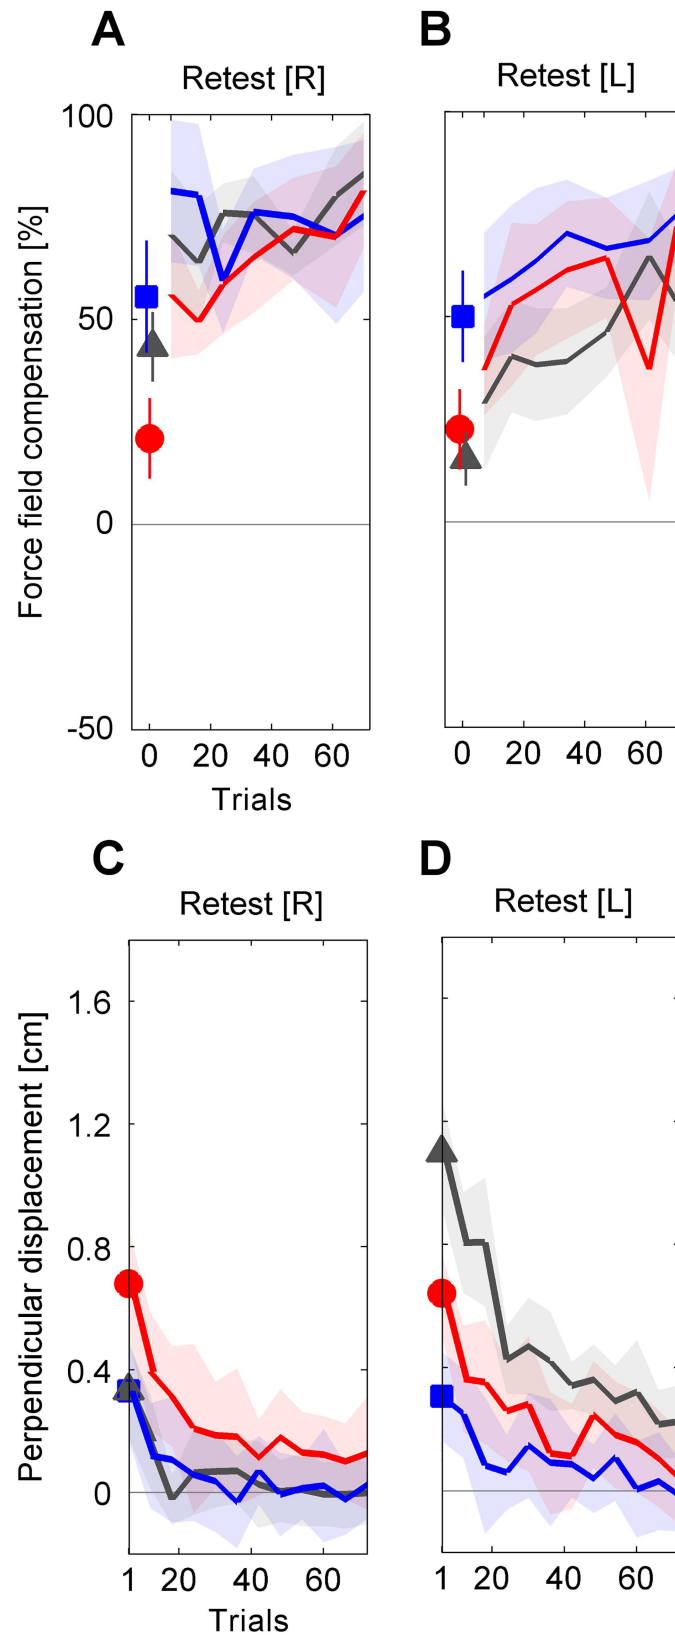 A B
Retest [R] Retest [L]
100
50
0
-50
Force field compensation [%]
0 20 40 60 0 20 40 60
Trials
C D
Retest [R] Retest [L]
1.6
1.2
0.8
0.4
0
Perpendicular displacement [cm]
1 20 60 1 20 60
Trials